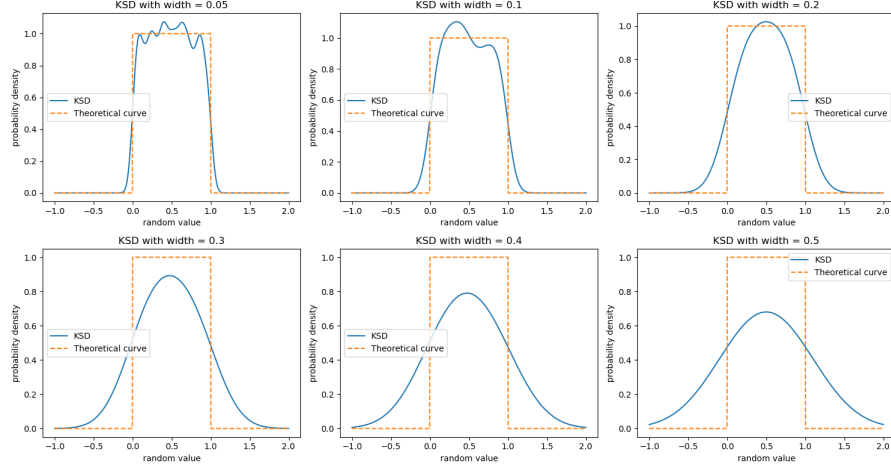 KSD with width = 0.05
probability density
1.0
0.8
0.6
0.4
0.2
0.0
KSD
Theoretical curve
-1.0 -0.5 0.0 0.5 1.0 1.5 2.0
random value
KSD with width = 0.1
probability density
1.0
0.8
0.6
0.4
0.2
0.0
KSD
Theoretical curve
-1.0 -0.5 0.0 0.5 1.0 1.5 2.0
random value
KSD with width = 0.2
probability density
1.0
0.8
0.6
0.4
0.2
0.0
KSD
Theoretical curve
-1.0 -0.5 0.0 0.5 1.0 1.5 2.0
random value
KSD with width = 0.3
probability density
1.0
0.8
0.6
0.4
0.2
0.0
KSD
Theoretical curve
-1.0 -0.5 0.0 0.5 1.0 1.5 2.0
random value
KSD with width = 0.4
probability density
1.0
0.8
0.6
0.4
0.2
0.0
KSD
Theoretical curve
-1.0 -0.5 0.0 0.5 1.0 1.5 2.0
random value
KSD with width = 0.5
probability density
1.0
0.8
0.6
0.4
0.2
0.0
KSD
Theoretical curve
-1.0 -0.5 0.0 0.5 1.0 1.5 2.0
random value